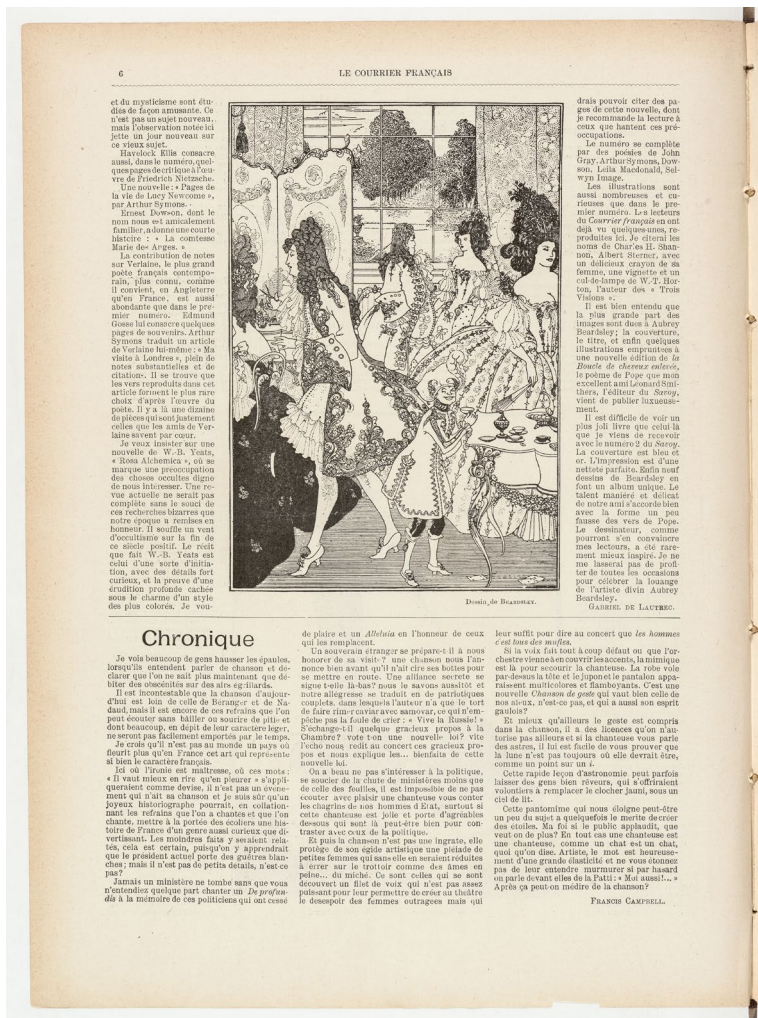 6
LE COURRIER FRANÇAIS
et du mysticisme sont étu-
diés de façon amusante. Ce
n'est pas un sujet nouveau,
mais l'observation notée ici
jette un jour nouveau sur
ce vieux sujet.
Havelock Ellis consacre
aussi, dans le numéro, quel-
ques pages de critique à l'œu-
vre de Friedrich Nietzsche.
Une nouvelle : « Pages de
la vie de Lucy Newcome »,
par Arthur Symons.
Ernest Dowson, dont le
nom nous est amicalement
familier, a donne une courte
histoire : « La comtesse
Marie des Arges. »
La contribution de notes
sur Verlaine, le plus grand
poète français contempo-
rain, plus connu, comme
il convient, en Angleterre
qu'en France, est aussi
abondante que dans le pre-
mier numéro. Edmund
Gosse lui consacre quelques
pages de souvenirs. Arthur
Symons traduit un article
de Verlaine lui-même : « Ma
visite à Londres », plein de
notes substantielles et de
citations. Il se trouve que
les vers reproduits dans cet
article forment le plus rare
choix d'après l'œuvre du
poète. Il y a là une dizaine
de pièces qui sont justement
celles que les amis de Ver-
laine savent par cœur.
Je veux insister sur une
nouvelle de W.-B. Yeats,
« Rosa Alchemica », où se
marque une préoccupation
des choses occultes digne
de nous intéresser. Une re-
vue actuelle ne serait pas
complète sans le souci de
ces recherches bizarres que
notre époque a remises en
honneur. Il souffle un vent
d'occultisme sur la fin de
ce siècle positif. Le récit
que fait W.-B. Yeats est
celui d'une sorte d'initia-
tion, avec des détails fort
curieux, et la preuve d'une
érudition profonde cachée
sous le charme d'un style
des plus colorés. Je vou-
Dessin de BEARDSLEY.
drais pouvoir citer des pa-
ges de cette nouvelle, dont
je recommande la lecture à
ceux que hantent ces pré-
occupations.
Le numéro se complète
par des poésies de John
Gray, Arthur Symons, Dow-
son, Leila Macdonald, Sel-
wyn Image.
Les illustrations sont
aussi nombreuses et cu-
rieuses que dans le pre-
mier numéro. Les lecteurs
du Courrier français en ont
déjà vu quelques-unes, re-
produites ici. Je citerai les
noms de Charles H. Shan-
non, Albert Sterner, avec
un délicieux crayon de sa
femme, une vignette et un
cul-de-lampe de W.-T. Hor-
ton, l'auteur des « Trois
Visions ».
Il est bien entendu que
la plus grande part des
images sont dues à Aubrey
Beardsley; la couverture,
le titre, et enfin quelques
illustrations empruntées à
une nouvelle édition de la
Boucle de cheveux enlevée,
le poème de Pope que mon
excellent ami Léonard Smi-
thers, l'éditeur du Savoy,
vient de publier luxueuse-
ment.
Il est difficile de voir un
plus joli livre que celui-là
que je viens de recevoir
avec le numéro 2 du Savoy.
La couverture est bleu et
or. L'impression est d'une
netteté parfaite. Enfin neuf
dessins de Beardsley en
font un album unique. Le
talent maniéré et délicat
de notre ami s'accorde bien
avec la forme un peu
fausse des vers de Pope.
Le dessinateur, comme
pourront s'en convaincre
mes lecteurs, a été rare-
ment mieux inspiré. Je ne
me lasserai pas de profi-
ter de toutes les occasions
pour célébrer la louange
de l'artiste divin Aubrey
Beardsley.
GABRIEL DE LAUTREC.
Chronique
Je vois beaucoup de gens hausser les épaules,
lorsqu'ils entendent parler de chanson et dé-
clarer que l'on ne sait plus maintenant que dé-
biter des obscénités sur des airs égrillards.
Il est incontestable que la chanson d'aujour-
d'hui est loin de celle de Béranger et de Na-
daud, mais il est encore de ces refrains que l'on
peut écouter sans bâiller ou sourire de pitié et
dont beaucoup, en dépit de leur caractère leger,
ne seront pas facilement emportés par le temps.
Je crois qu'il n'est pas au monde un pays où
fleurit plus qu'en France cet art qui représente
si bien le caractère français.
Ici où l'ironie est maîtresse, où ces mots :
« Il vaut mieux en rire qu'en pleurer » s'appli-
queraient comme devise, il n'est pas un événe-
ment qui n'ait sa chanson et je suis sûr qu'un
joyeux historiographe pourrait, en collation-
nant les refrains que l'on a chantés et que l'on
chante, mettre à la portée des écoliers une his-
toire de France d'un genre aussi curieux que di-
vertissant. Les moindres faits y seraient rela-
tés, cela est certain, puisqu'on y apprendrait
que le président actuel porte des guêtres blan-
ches; mais il n'est pas de petits détails, n'est-ce
pas?
Jamais un ministère ne tombe sans que vous
n'entendiez quelque part chanter un De profun-
dis à la mémoire de ces politiciens qui ont cessé
de plaire et un Alleluia en l'honneur de ceux
qui les remplacent.
Un souverain étranger se prépare-t-il à nous
honorer de sa visite? une chanson nous l'an-
nonce bien avant qu'il n'ait cire ses bottes pour
se mettre en route. Une alliance secrète se
signe-t-elle là-bas? nous le savons aussitôt et
notre allégresse se traduit en de patriotiques
couplets, dans lesquels l'auteur n'a que le tort
de faire rimer caviar avec samovar, ce qui n'em-
pêche pas la foule de crier : « Vive la Russie! »
S'échange-t-il quelque gracieux propos à la
Chambre? vote-t-on une nouvelle loi? vite
l'écho nous redit au concert ces gracieux pro-
pos et nous explique les... bienfaits de cette
nouvelle loi.
On a beau ne pas s'intéresser à la politique,
se soucier de la chute de ministères moins que
de celle des feuilles, il est impossible de ne pas
écouter avec plaisir une chanteuse vous conter
les chagrins de nos hommes d'État, surtout si
cette chanteuse est jolie et porte d'agréables
dessous qui sont là peut-être bien pour con-
traster avec ceux de la politique.
Et puis la chanson n'est pas une ingrate, elle
protège de son egide artistique une pléiade de
petites femmes qui sans elle en seraient réduites
à errer sur le trottoir comme des âmes en
peine... du miché. Ce sont celles qui se sont
découvert un filet de voix qui n'est pas assez
puissant pour leur permettre de créer au théâtre
le desespoir des femmes outragées mais qui
leur suffit pour dire au concert que les hommes
c'est tous des mufles.
Si la voix fait tout à coup défaut ou que l'or-
chestre vienne à en couvrir les accents, la mimique
est là pour secourir la chanteuse. La robe vole
par-dessus la tête et le jupon et le pantalon appa-
raissent multicolores et flamboyants. C'est une
nouvelle Chanson de geste qui vaut bien celle de
nos aïeux, n'est-ce pas, et qui a aussi son esprit
gaulois?
Et mieux qu'ailleurs le geste est compris
dans la chanson, il a des licences qu'on n'au-
torise pas ailleurs et si la chanteuse vous parle
des astres, il lui est facile de vous prouver que
la lune n'est pas toujours où elle devrait être,
comme un point sur un i.
Cette rapide leçon d'astronomie peut parfois
laisser des gens bien rêveurs, qui s'offriraient
volontiers à remplacer le clocher jauni, sous un
ciel de lit.
Cette pantomime qui nous éloigne peut-être
un peu du sujet a quelquefois le merite de créer
des étoiles. Ma foi si le public applaudit, que
veut-on de plus? En tout cas une chanteuse est
une chanteuse, comme un chat est un chat,
quoi qu'on dise. Artiste, le mot est heureuse-
ment d'une grande élasticité et ne vous étonnez
pas de leur entendre murmurer si par hasard
on parle devant elles de la Patti : « Moi aussi!... »
Après ça peut-on médire de la chanson?
FRANCIS CAMPBELL.